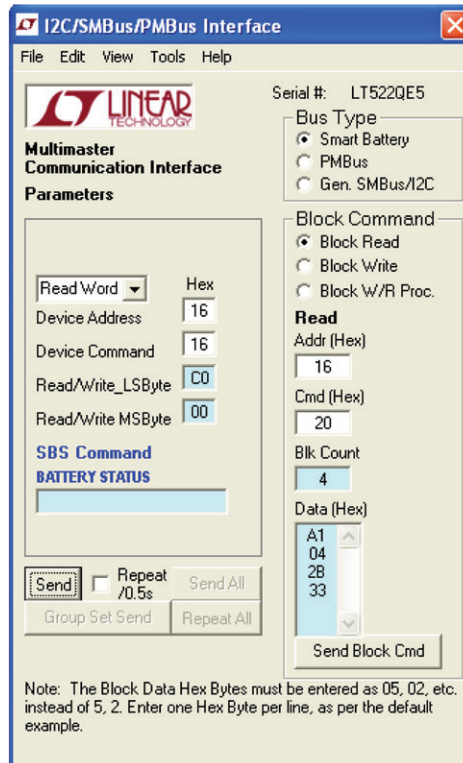 I2C/SMBus/PMBus Interface
File Edit View Tools Help
LINEAR
TECHNOLOGY
Multimaster
Communication Interface
Parameters
Read Word
Hex
Device Address 16
Device Command 16
Read/Write_LSByte C0
Read/Write MSByte 00
SBS Command
BATTERY STATUS
Send
Repeat
/0.5s
Send All
Group Set Send
Repeat All
Serial #: LT522QE5
Bus Type
Smart Battery
PMBus
Gen. SMBus/I2C
Block Command
Block Read
Block Write
Block W/R Proc.
Read
Addr (Hex)
16
Cmd (Hex)
20
Blk Count
4
Data (Hex)
A1
04
2B
33
Send Block Cmd
Note: The Block Data Hex Bytes must be entered as 05, 02, etc.
instead of 5, 2. Enter one Hex Byte per line, as per the default
example.